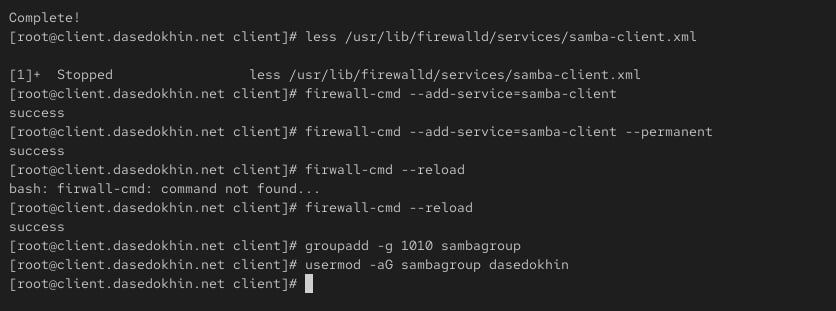 Complete!
[root@client.dasedokhin.net client]# less /usr/lib/firewalld/services/samba-client.xml
[1]+  Stopped                 less /usr/lib/firewalld/services/samba-client.xml
[root@client.dasedokhin.net client]# firewall-cmd --add-service=samba-client
success
[root@client.dasedokhin.net client]# firewall-cmd --add-service=samba-client --permanent
success
[root@client.dasedokhin.net client]# firwall-cmd --reload
bash: firwall-cmd: command not found...
[root@client.dasedokhin.net client]# firewall-cmd --reload
success
[root@client.dasedokhin.net client]# groupadd -g 1010 sambagroup
[root@client.dasedokhin.net client]# usermod -aG sambagroup dasedokhin
[root@client.dasedokhin.net client]#